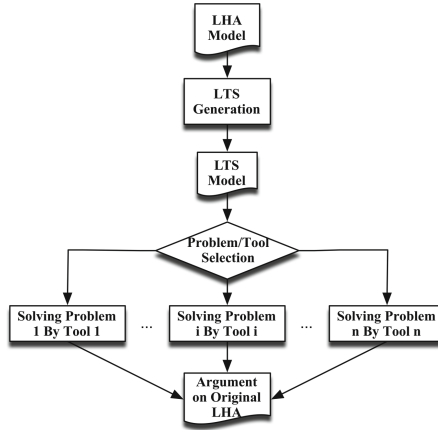 LHA
Model
LTS
Generation
LTS
Model
Problem/Tool
Selection
Solving Problem
1 By Tool 1
...
Solving Problem
i By Tool i
...
Solving Problem
n By Tool n
Argument
on Original
LHA